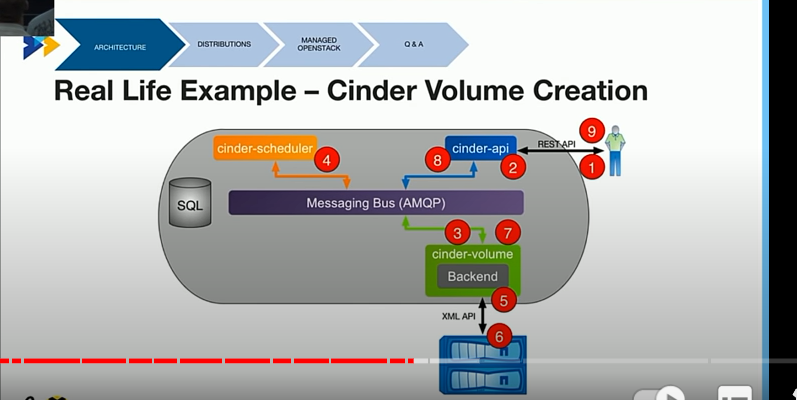 ARCHITECTURE
DISTRIBUTIONS
MANAGED
OPENSTACK
Q & A
Real Life Example – Cinder Volume Creation
cinder-scheduler
4
8
cinder-api
2
REST API
9
1
SQL
Messaging Bus (AMQP)
3
7
cinder-volume
Backend
5
XML API
6